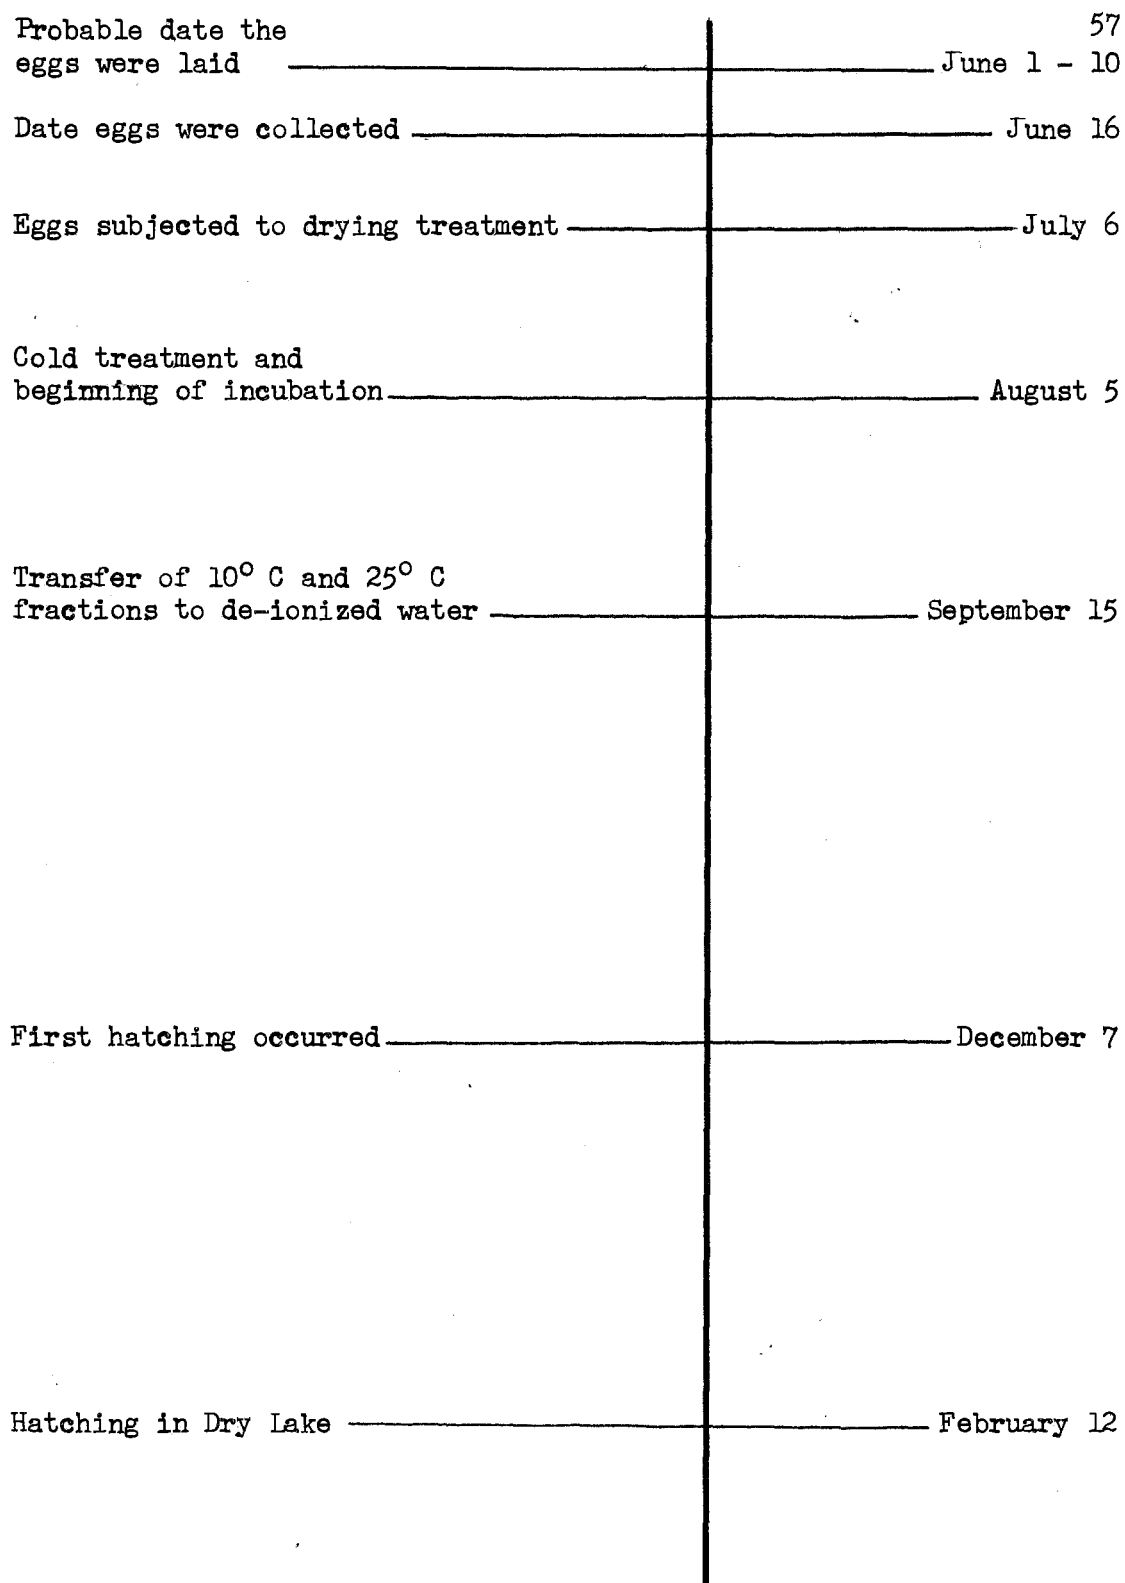 57
Probable date the
eggs were laid June 1 - 10
Date eggs were collected June 16
Eggs subjected to drying treatment July 6
Cold treatment and
beginning of incubation August 5
Transfer of 10° C and 25° C
fractions to de-ionized water September 15
First hatching occurred December 7
Hatching in Dry Lake February 12